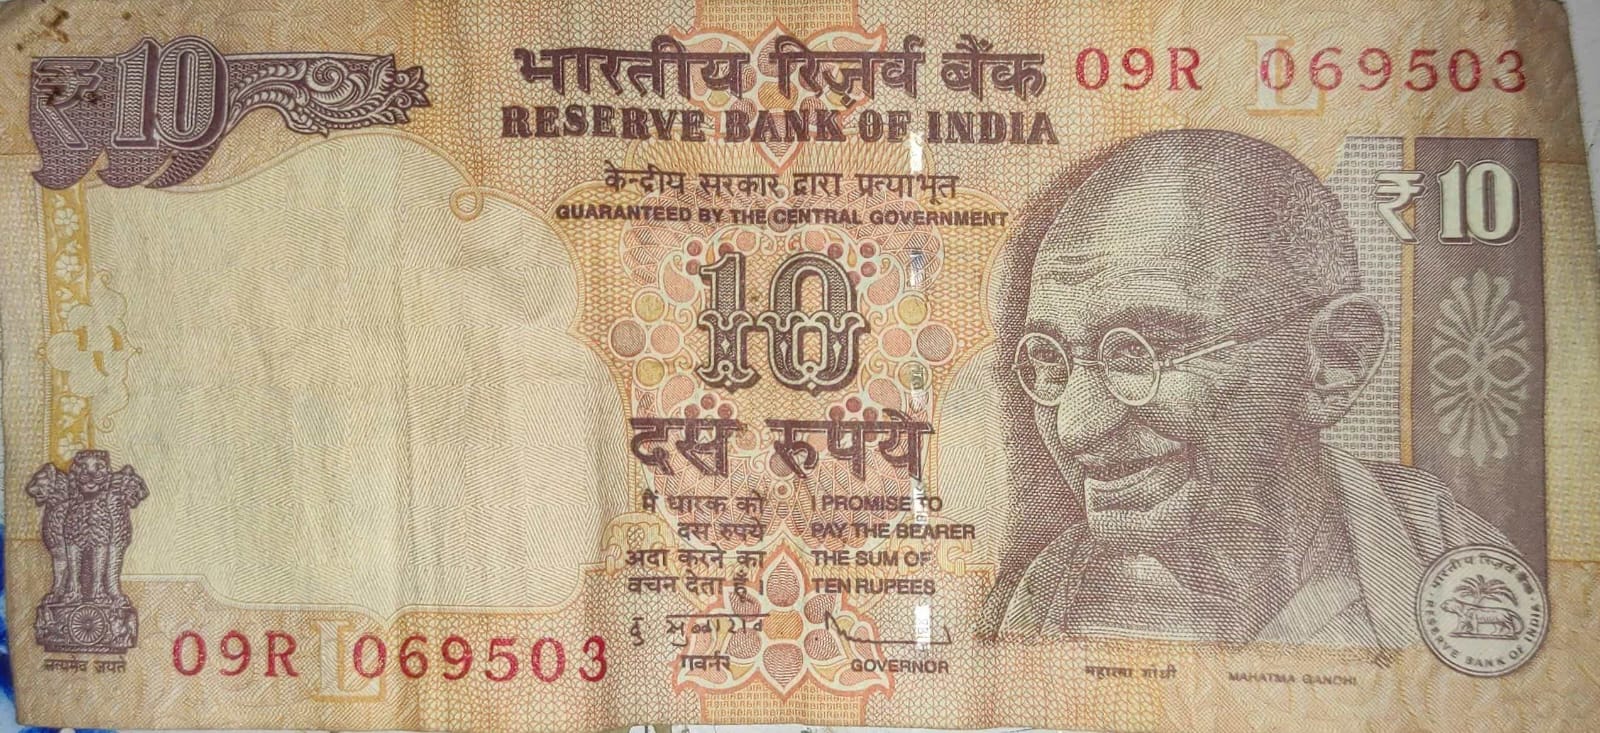 ₹10
भारतीय रिज़र्व बैंक
RESERVE BANK OF INDIA
09R 069503
L
केन्द्रीय सरकार द्वारा प्रत्याभूत
GUARANTEED BY THE CENTRAL GOVERNMENT
₹10
10
दस रुपये
मैं धारक को
दस रुपये
अदा करने का
वचन देता हूँ।
I PROMISE TO
PAY THE BEARER
THE SUM OF
TEN RUPEES
गवर्नर
GOVERNOR
सत्यमेव जयते
09R 069503
L
महात्मा गांधी
MAHATMA GANDHI
भारतीय रिज़र्व बैंक
RESERVE BANK OF INDIA